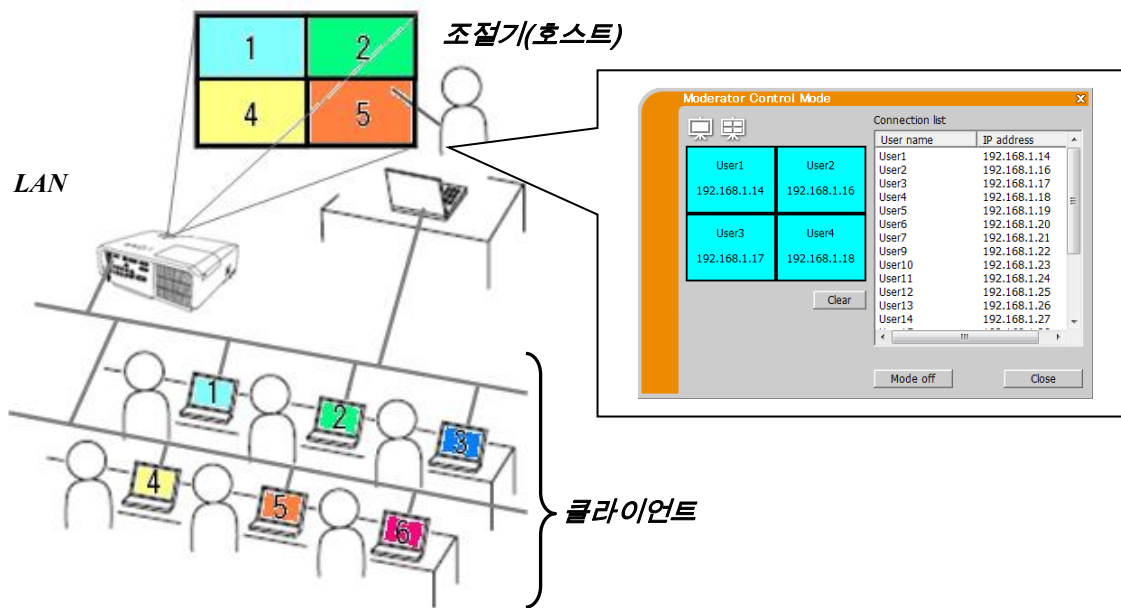 조절기(호스트)
1
2
4
5
LAN
Moderator Control Mode
Connection list
User name IP address
User1 192.168.1.14
User2 192.168.1.16
User3 192.168.1.17
User4 192.168.1.18
User5 192.168.1.19
User6 192.168.1.20
User7 192.168.1.21
User9 192.168.1.22
User10 192.168.1.23
User11 192.168.1.24
User12 192.168.1.25
User13 192.168.1.26
User14 192.168.1.27
User1 User2
192.168.1.14 192.168.1.16
User3 User4
192.168.1.17 192.168.1.18
Clear
Mode off Close
1
2
3
4
5
6
클라이언트